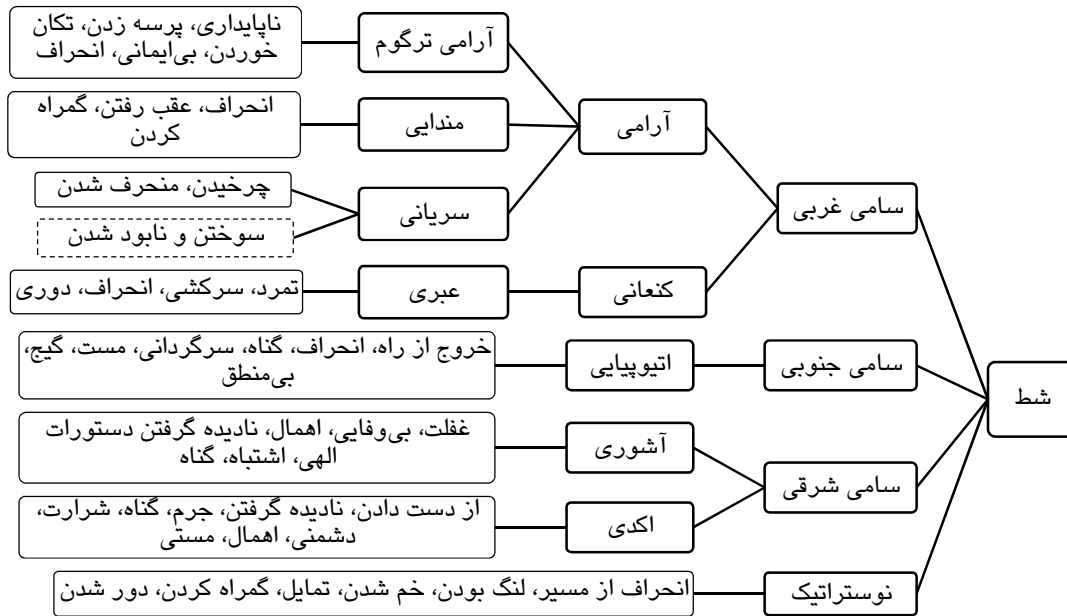 شط
سامی غربی
آرامی
آرامی ترگوم
ناپایداری، پرسه زدن، تکان
خوردن، بی‌ایمانی، انحراف
مندایی
انحراف، عقب رفتن، گمراه
کردن
سریانی
چرخیدن، منحرف شدن
سوختن و نابود شدن
کنعانی
عبری
تمرد، سرکشی، انحراف، دوری
سامی جنوبی
اتیوپیایی
خروج از راه، انحراف، گناه، سرگردانی، مست، گیج،
بی‌منطق
سامی شرقی
آشوری
غفلت، بی‌وفایی، اهمال، نادیده گرفتن دستورات
الهی، اشتباه، گناه
اکدی
از دست دادن، نادیده گرفتن، جرم، گناه، شرارت،
دشمنی، اهمال، مستی
نوستراتیک
انحراف از مسیر، لنگ بودن، خم شدن، تمایل، گمراه کردن، دور شدن